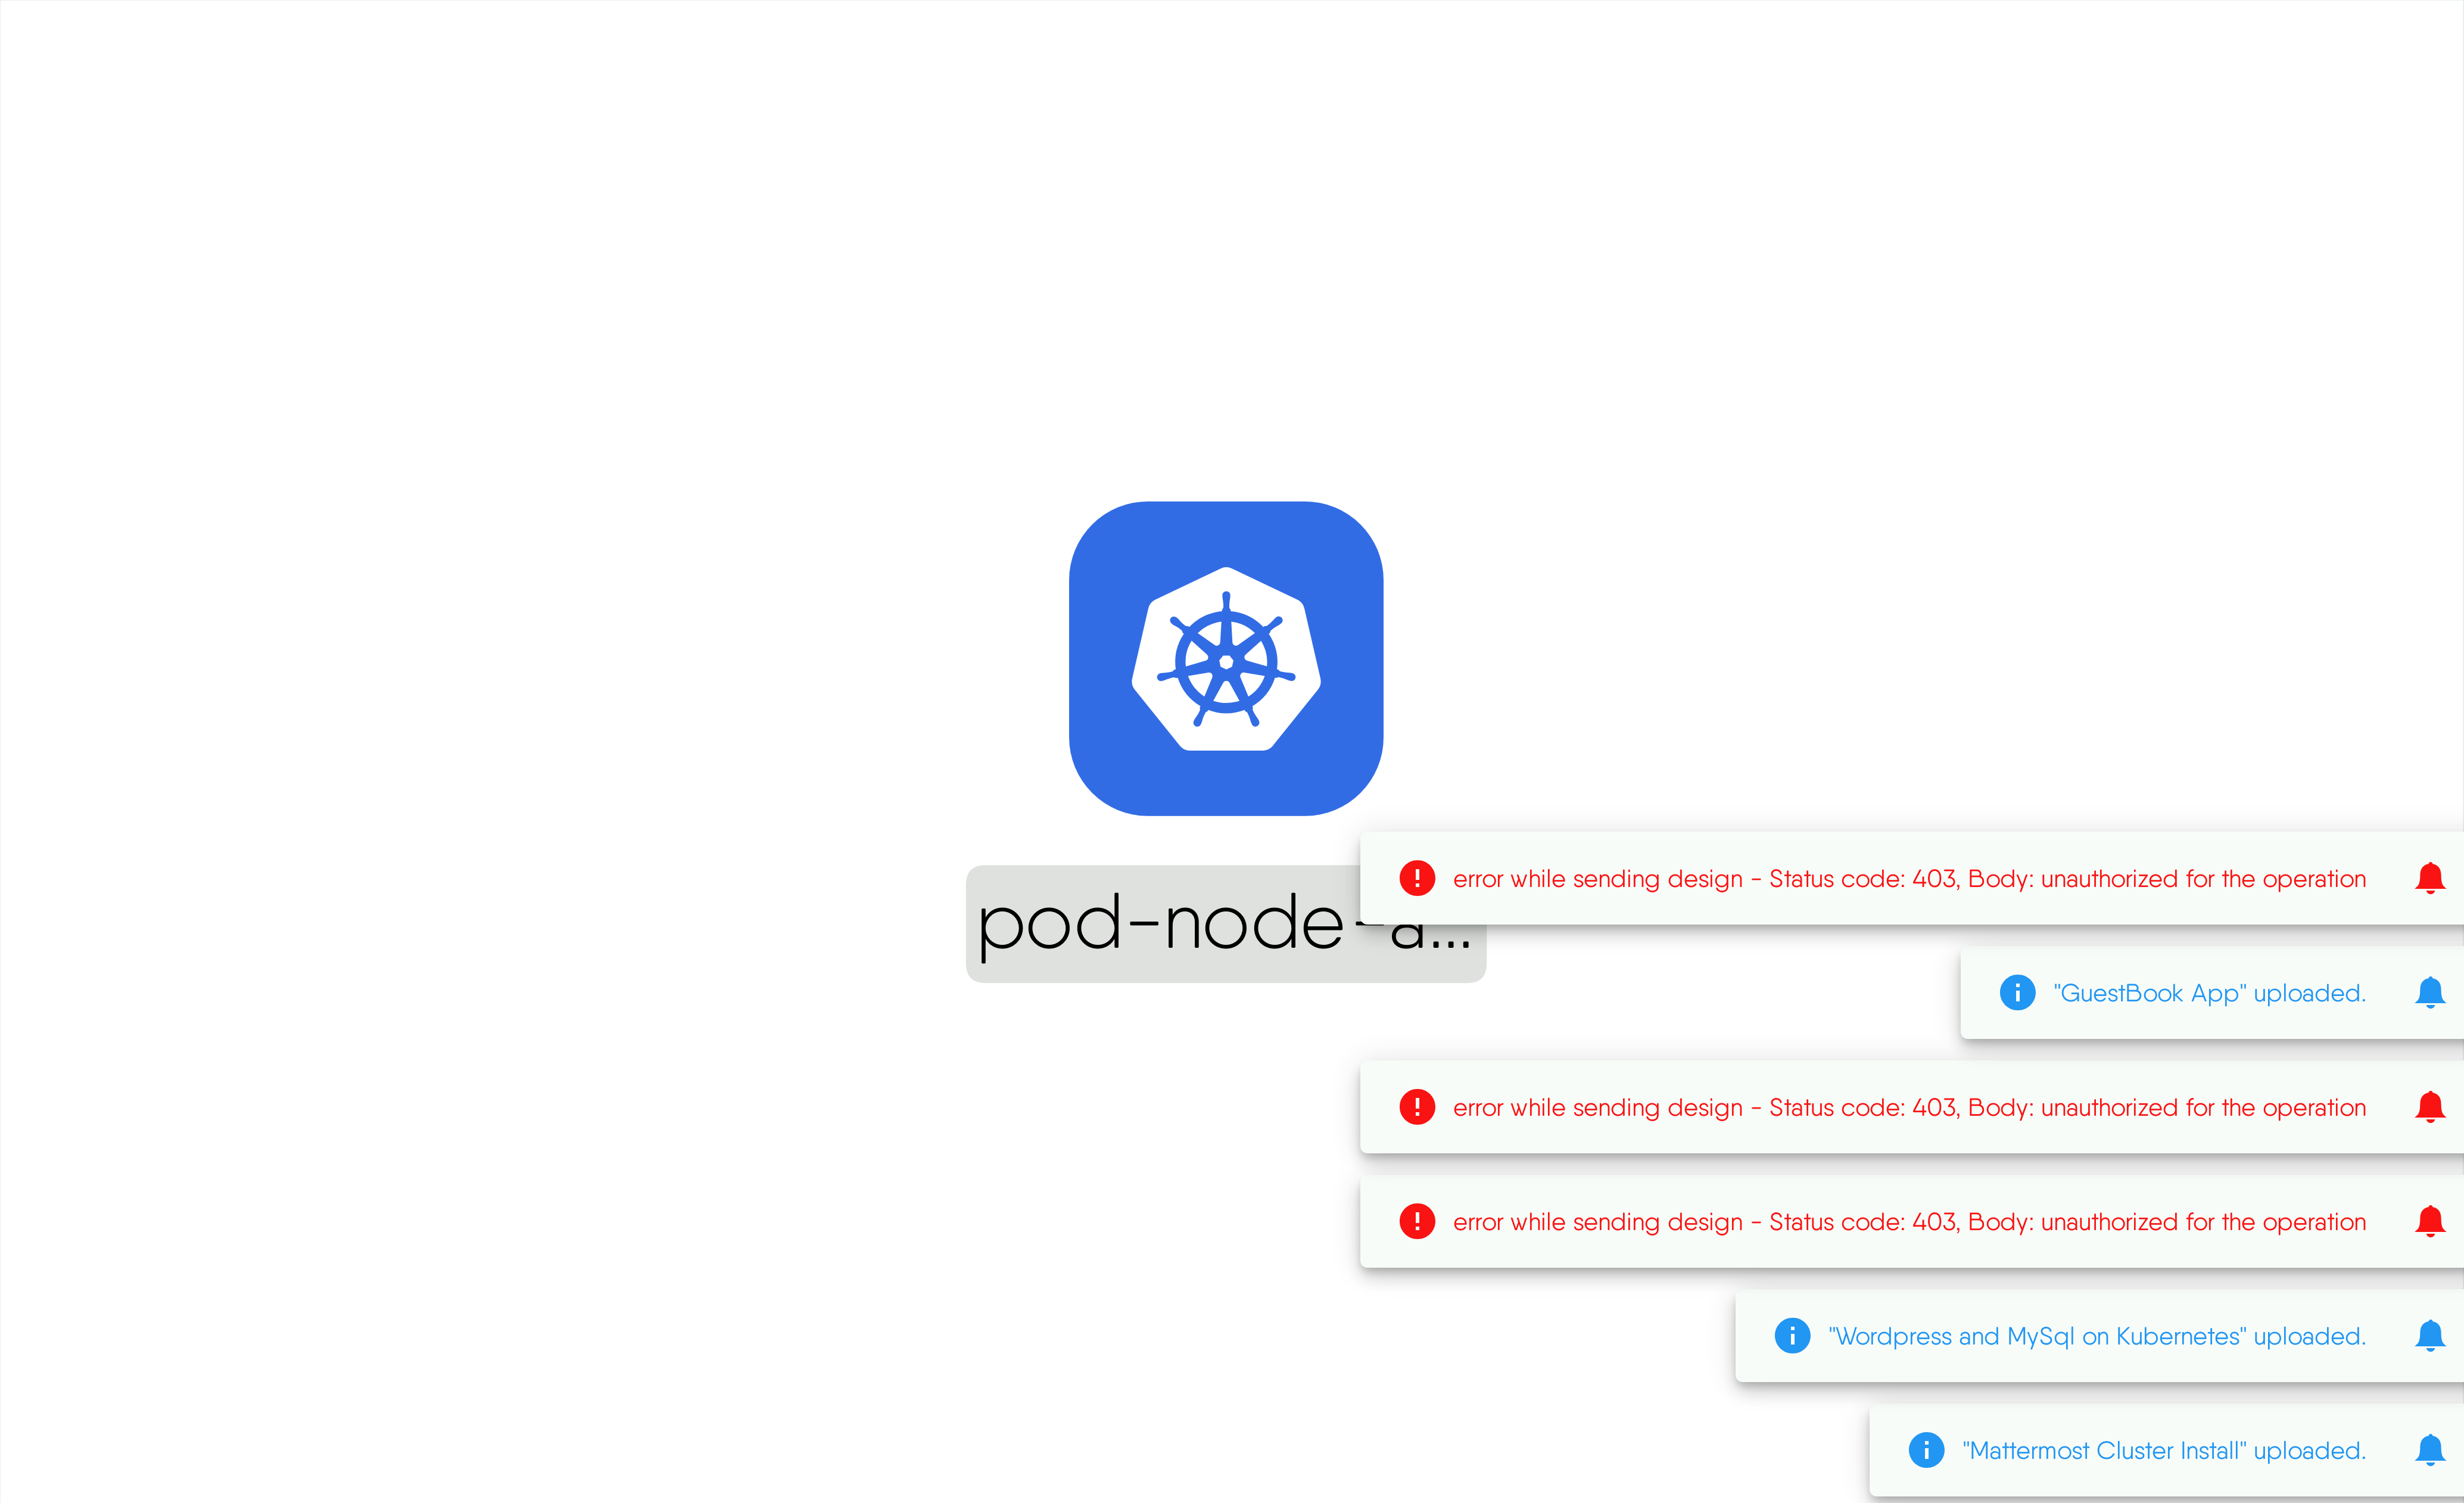 pod-node-a...
error while sending design - Status code: 403, Body: unauthorized for the operation
"GuestBook App" uploaded.
error while sending design - Status code: 403, Body: unauthorized for the operation
error while sending design - Status code: 403, Body: unauthorized for the operation
"Wordpress and MySql on Kubernetes" uploaded.
"Mattermost Cluster Install" uploaded.